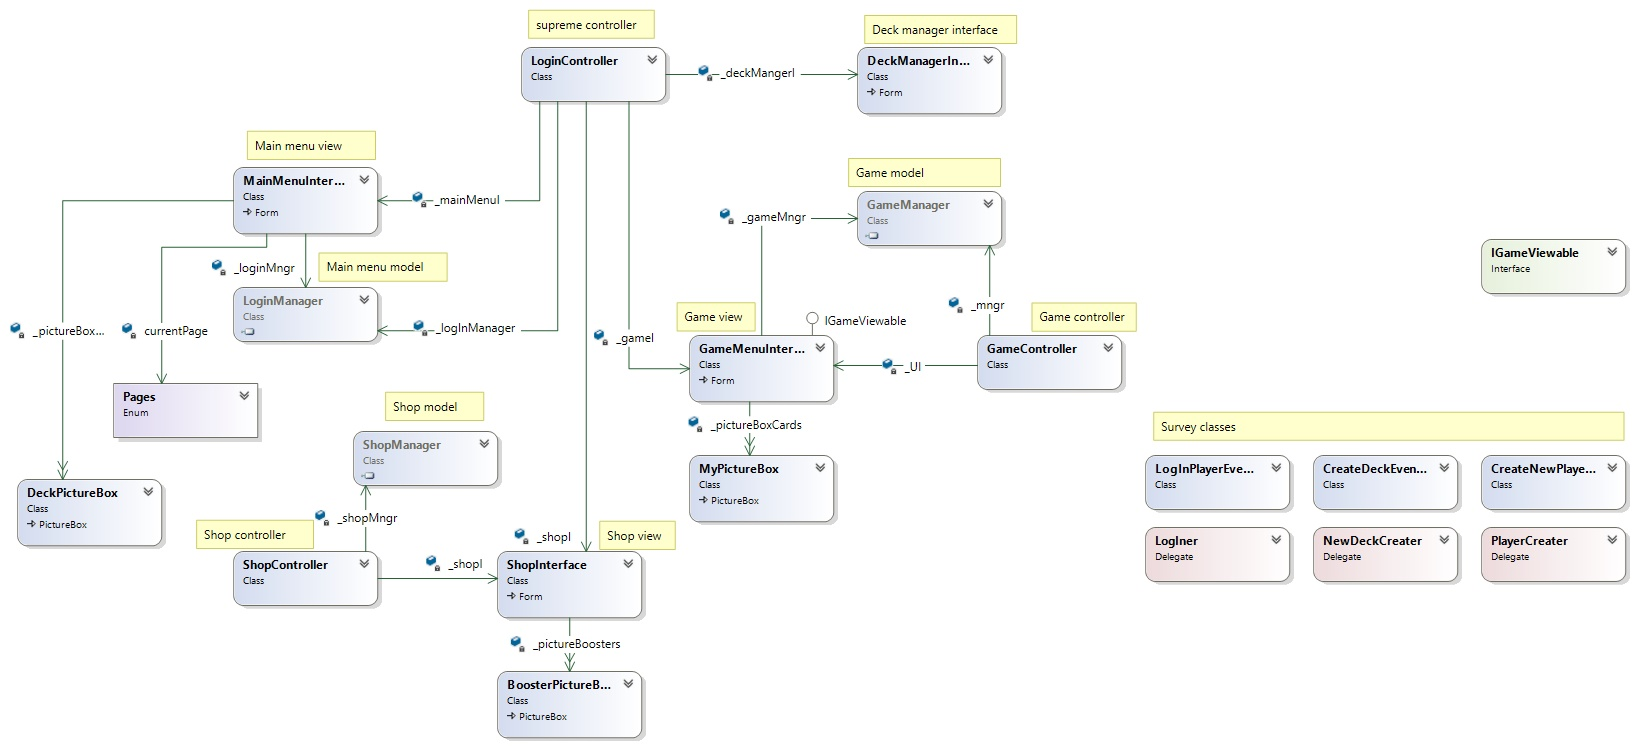 supreme controller
LoginController
Class
_deckMangerI
Deck manager interface
DeckManagerIn...
Class
Form
Main menu view
MainMenuInter...
Class
Form
_mainMenuI
_loginMngr
Main menu model
LoginManager
Class
_logInManager
_pictureBox...
currentPage
Pages
Enum
DeckPictureBox
Class
PictureBox
Game model
GameManager
Class
_gameMngr
_mngr
Game view
IGameViewable
Game controller
_gameI
GameMenuInter...
Class
Form
_UI
GameController
Class
_pictureBoxCards
MyPictureBox
Class
PictureBox
Shop model
ShopManager
Class
_shopMngr
Shop controller
ShopController
Class
_shopI
_shopI
Shop view
ShopInterface
Class
Form
_pictureBoosters
BoosterPictureB...
Class
PictureBox
IGameViewable
Interface
Survey classes
LogInPlayerEve...
Class
CreateDeckEven...
Class
CreateNewPlaye...
Class
LogIner
Delegate
NewDeckCreater
Delegate
PlayerCreater
Delegate